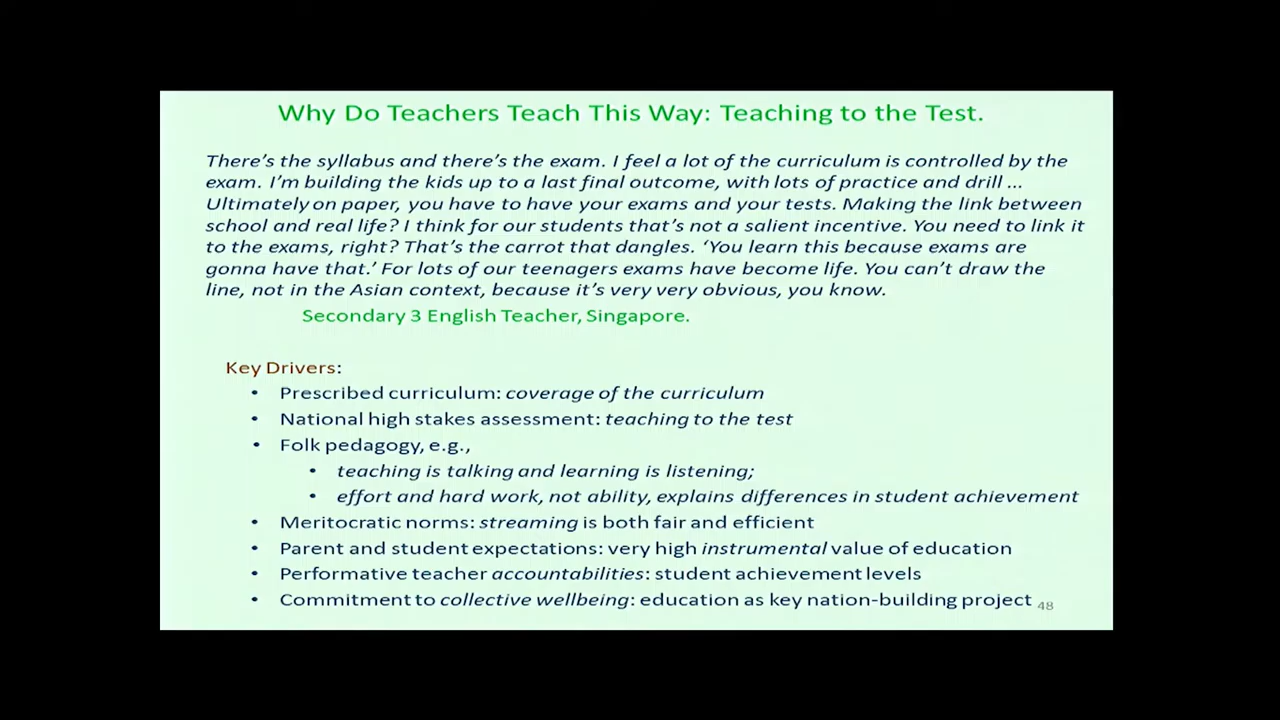 Why Do Teachers Teach This Way: Teaching to the Test.
There's the syllabus and there's the exam. I feel a lot of the curriculum is controlled by the
exam. I'm building the kids up to a last final outcome, with lots of practice and drill ...
Ultimately on paper, you have to have your exams and your tests. Making the link between
school and real life? I think for our students that's not a salient incentive. You need to link it
to the exams, right? That's the carrot that dangles. 'You learn this because exams are
gonna have that.' For lots of our teenagers exams have become life. You can't draw the
line, not in the Asian context, because it's very very obvious, you know.
Secondary 3 English Teacher, Singapore.
Key Drivers:
• Prescribed curriculum: coverage of the curriculum
• National high stakes assessment: teaching to the test
• Folk pedagogy, e.g.,
• teaching is talking and learning is listening;
• effort and hard work, not ability, explains differences in student achievement
• Meritocratic norms: streaming is both fair and efficient
• Parent and student expectations: very high instrumental value of education
• Performative teacher accountabilities: student achievement levels
• Commitment to collective wellbeing: education as key nation-building project
48